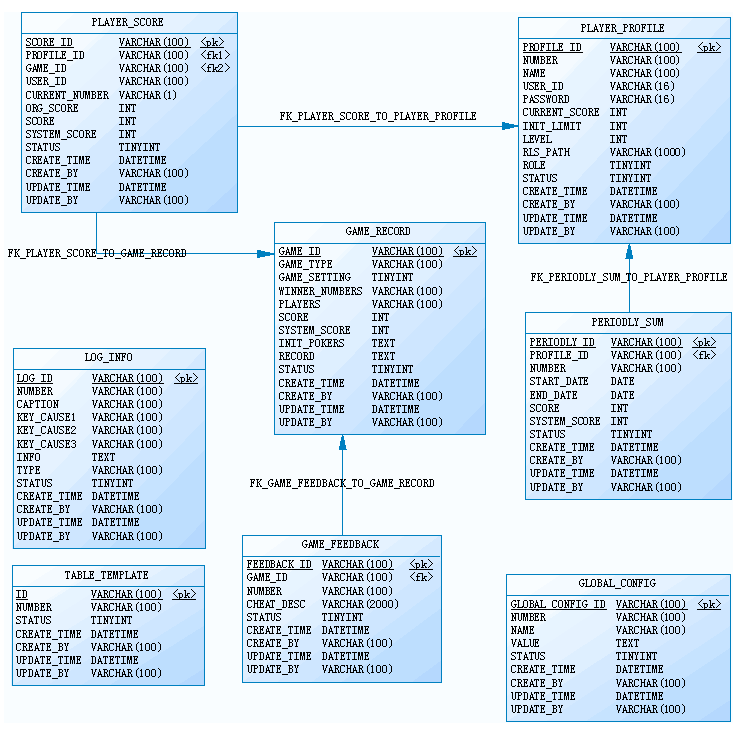 PLAYER_SCORE
SCORE_ID VARCHAR(100) <pk>
PROFILE_ID VARCHAR(100) <fk1>
GAME_ID VARCHAR(100) <fk2>
USER_ID VARCHAR(100)
CURRENT_NUMBER VARCHAR(1)
ORG_SCORE INT
SCORE INT
SYSTEM_SCORE INT
STATUS TINYINT
CREATE_TIME DATETIME
CREATE_BY VARCHAR(100)
UPDATE_TIME DATETIME
UPDATE_BY VARCHAR(100)
FK_PLAYER_SCORE_TO_PLAYER_PROFILE
PLAYER_PROFILE
PROFILE_ID VARCHAR(100) <pk>
NUMBER VARCHAR(100)
NAME VARCHAR(100)
USER_ID VARCHAR(16)
PASSWORD VARCHAR(16)
CURRENT_SCORE INT
INIT_LIMIT INT
LEVEL INT
RLS_PATH VARCHAR(1000)
ROLE TINYINT
STATUS TINYINT
CREATE_TIME DATETIME
CREATE_BY VARCHAR(100)
UPDATE_TIME DATETIME
UPDATE_BY VARCHAR(100)
FK_PLAYER_SCORE_TO_GAME_RECORD
GAME_RECORD
GAME_ID VARCHAR(100) <pk>
GAME_TYPE VARCHAR(100)
GAME_SETTING TINYINT
WINNER_NUMBERS VARCHAR(100)
PLAYERS VARCHAR(100)
SCORE INT
SYSTEM_SCORE INT
INIT_POKERS TEXT
RECORD TEXT
STATUS TINYINT
CREATE_TIME DATETIME
CREATE_BY VARCHAR(100)
UPDATE_TIME DATETIME
UPDATE_BY VARCHAR(100)
FK_PERIODLY_SUM_TO_PLAYER_PROFILE
PERIODLY_SUM
PERIODLY_ID VARCHAR(100) <pk>
PROFILE_ID VARCHAR(100) <fk>
NUMBER VARCHAR(100)
START_DATE DATE
END_DATE DATE
SCORE INT
SYSTEM_SCORE INT
STATUS TINYINT
CREATE_TIME DATETIME
CREATE_BY VARCHAR(100)
UPDATE_TIME DATETIME
UPDATE_BY VARCHAR(100)
LOG_INFO
LOG_ID VARCHAR(100) <pk>
NUMBER VARCHAR(100)
CAPTION VARCHAR(100)
KEY_CAUSE1 VARCHAR(100)
KEY_CAUSE2 VARCHAR(100)
KEY_CAUSE3 VARCHAR(100)
INFO TEXT
TYPE VARCHAR(100)
STATUS TINYINT
CREATE_TIME DATETIME
CREATE_BY VARCHAR(100)
UPDATE_TIME DATETIME
UPDATE_BY VARCHAR(100)
FK_GAME_FEEDBACK_TO_GAME_RECORD
GAME_FEEDBACK
FEEDBACK_ID VARCHAR(100) <pk>
GAME_ID VARCHAR(100) <fk>
NUMBER VARCHAR(100)
CHEAT_DESC VARCHAR(2000)
STATUS TINYINT
CREATE_TIME DATETIME
CREATE_BY VARCHAR(100)
UPDATE_TIME DATETIME
UPDATE_BY VARCHAR(100)
TABLE_TEMPLATE
ID VARCHAR(100) <pk>
NUMBER VARCHAR(100)
STATUS TINYINT
CREATE_TIME DATETIME
CREATE_BY VARCHAR(100)
UPDATE_TIME DATETIME
UPDATE_BY VARCHAR(100)
GLOBAL_CONFIG
GLOBAL_CONFIG_ID VARCHAR(100) <pk>
NUMBER VARCHAR(100)
NAME VARCHAR(100)
VALUE TEXT
STATUS TINYINT
CREATE_TIME DATETIME
CREATE_BY VARCHAR(100)
UPDATE_TIME DATETIME
UPDATE_BY VARCHAR(100)